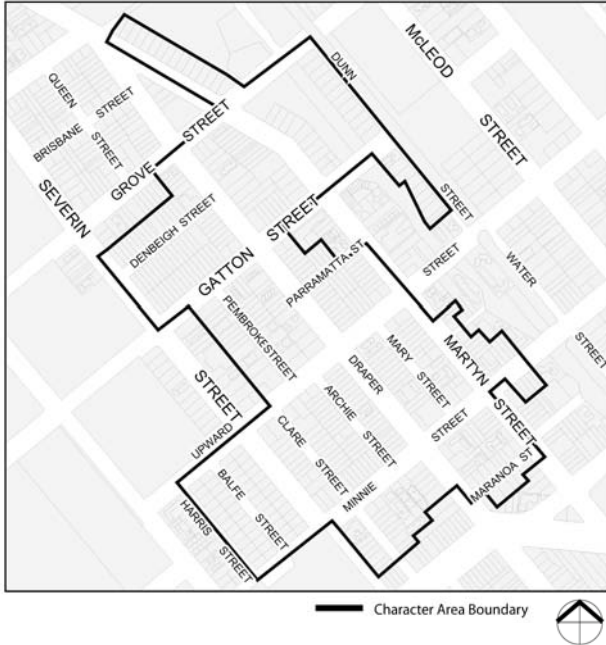 McLEOD
STREET
DUNN
STREET
QUEEN
STREET
BRISBANE STREET
GROVE STREET
SEVERIN
STREET
DENBEIGH STREET
GATTON STREET
PARRAMATTA ST
STREET
WATER
STREET
PEMBROKE STREET
MARTYN
STREET
MARY
STREET
DRAPER
STREET
ARCHIE
STREET
CLARE
STREET
UPWARD
BALFE
STREET
MINNIE
HARRIS
STREET
MARANOA ST
Character Area Boundary